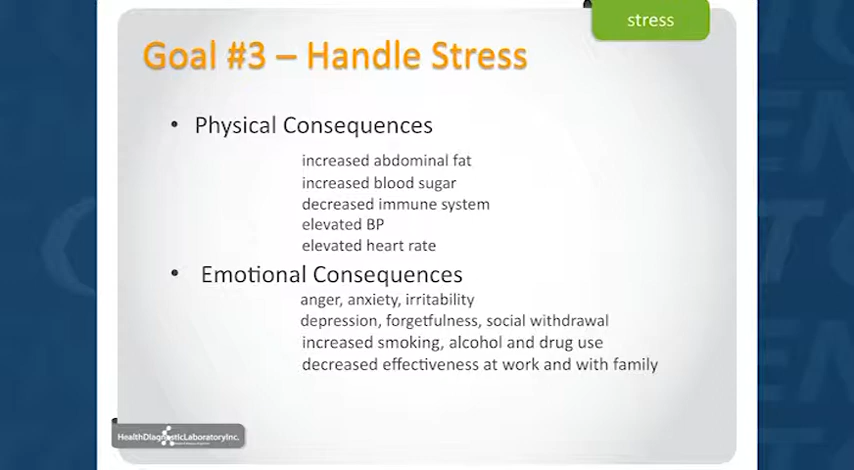 stress
Goal #3 – Handle Stress
• Physical Consequences
increased abdominal fat
increased blood sugar
decreased immune system
elevated BP
elevated heart rate
• Emotional Consequences
anger, anxiety, irritability
depression, forgetfulness, social withdrawal
increased smoking, alcohol and drug use
decreased effectiveness at work and with family
HealthDiagnosticLaboratoryInc.